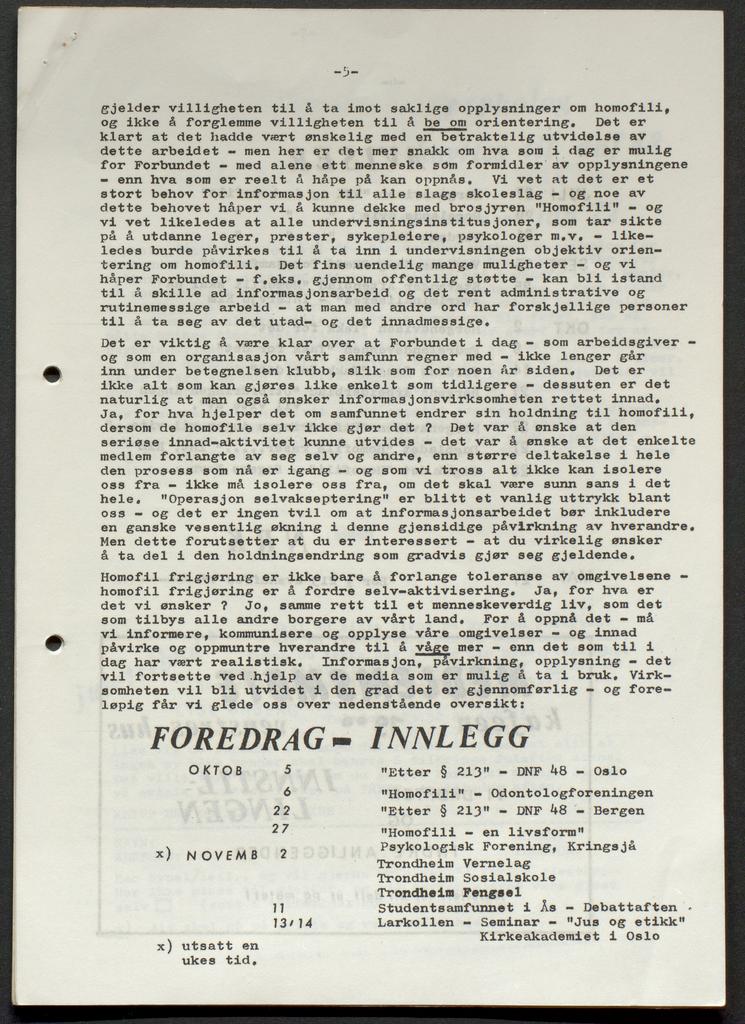 -5-
gjelder villigheten til å ta imot saklige opplysninger om homofili,
og ikke å forglemme villigheten til å be om orientering. Det er
klart at det hadde vært ønskelig med en betraktelig utvidelse av
dette arbeidet - men her er det mer snakk om hva som i dag er mulig
for Forbundet - med alene ett menneske som formidler av opplysningene
- enn hva som er reelt å håpe på kan oppnås. Vi vet at det er et
stort behov for informasjon til alle slags skoleslag - og noe av
dette behovet håper vi å kunne dekke med brosjyren "Homofili" - og
vi vet likeledes at alle undervisningsinstitusjoner, som tar sikte
på å utdanne leger, prester, sykepleiere, psykologer m.v. - like-
ledes burde påvirkes til å ta inn i undervisningen objektiv orien-
tering om homofili. Det fins uendelig mange muligheter - og vi
håper Forbundet - f.eks. gjennom offentlig støtte - kan bli istand
til å skille ad informasjonsarbeid og det rent administrative og
rutinemessige arbeid - at man med andre ord har forskjellige personer
til å ta seg av det utad- og det innadmessige.
Det er viktig å være klar over at Forbundet i dag - som arbeidsgiver -
og som en organisasjon vårt samfunn regner med - ikke lenger går
inn under betegnelsen klubb, slik som for noen år siden. Det er
ikke alt som kan gjøres like enkelt som tidligere - dessuten er det
naturlig at man også ønsker informasjonsvirksomheten rettet innad.
Ja, for hva hjelper det om samfunnet endrer sin holdning til homofili,
dersom de homofile selv ikke gjør det ? Det var å ønske at den
seriøse innad-aktivitet kunne utvides - det var å ønske at det enkelte
medlem forlangte av seg selv og andre, enn større deltakelse i hele
den prosess som nå er igang - og som vi tross alt ikke kan isolere
oss fra - ikke må isolere oss fra, om det skal være sunn sans i det
hele. "Operasjon selvakseptering" er blitt et vanlig uttrykk blant
oss - og det er ingen tvil om at informasjonsarbeidet bør inkludere
en ganske vesentlig økning i denne gjensidige påvirkning av hverandre.
Men dette forutsetter at du er interessert - at du virkelig ønsker
å ta del i den holdningsendring som gradvis gjør seg gjeldende.
Homofil frigjøring er ikke bare å forlange toleranse av omgivelsene -
homofil frigjøring er å fordre selv-aktivisering. Ja, for hva er
det vi ønsker ? Jo, samme rett til et menneskeverdig liv, som det
som tilbys alle andre borgere av vårt land. For å oppnå det - må
vi informere, kommunisere og opplyse våre omgivelser - og innad
påvirke og oppmuntre hverandre til å våge mer - enn det som til i
dag har vært realistisk. Informasjon, påvirkning, opplysning - det
vil fortsette ved hjelp av de media som er mulig å ta i bruk. Virk-
somheten vil bli utvidet i den grad det er gjennomførlig - og fore-
løpig får vi glede oss over nedenstående oversikt:
FOREDRAG - INNLEGG
OKTOB 5 "Etter § 213" - DNF 48 - Oslo
6 "Homofili" - Odontologforeningen
22 "Etter § 213" - DNF 48 - Bergen
27 "Homofili - en livsform"
Psykologisk Forening, Kringsjå
x) NOVEMB 2 Trondheim Vernelag
Trondheim Sosialskole
Trondheim Fengsel
11 Studentsamfunnet i Ås - Debattaften
13/14 Larkollen - Seminar - "Jus og etikk"
Kirkeakademiet i Oslo
x) utsatt en
ukes tid.